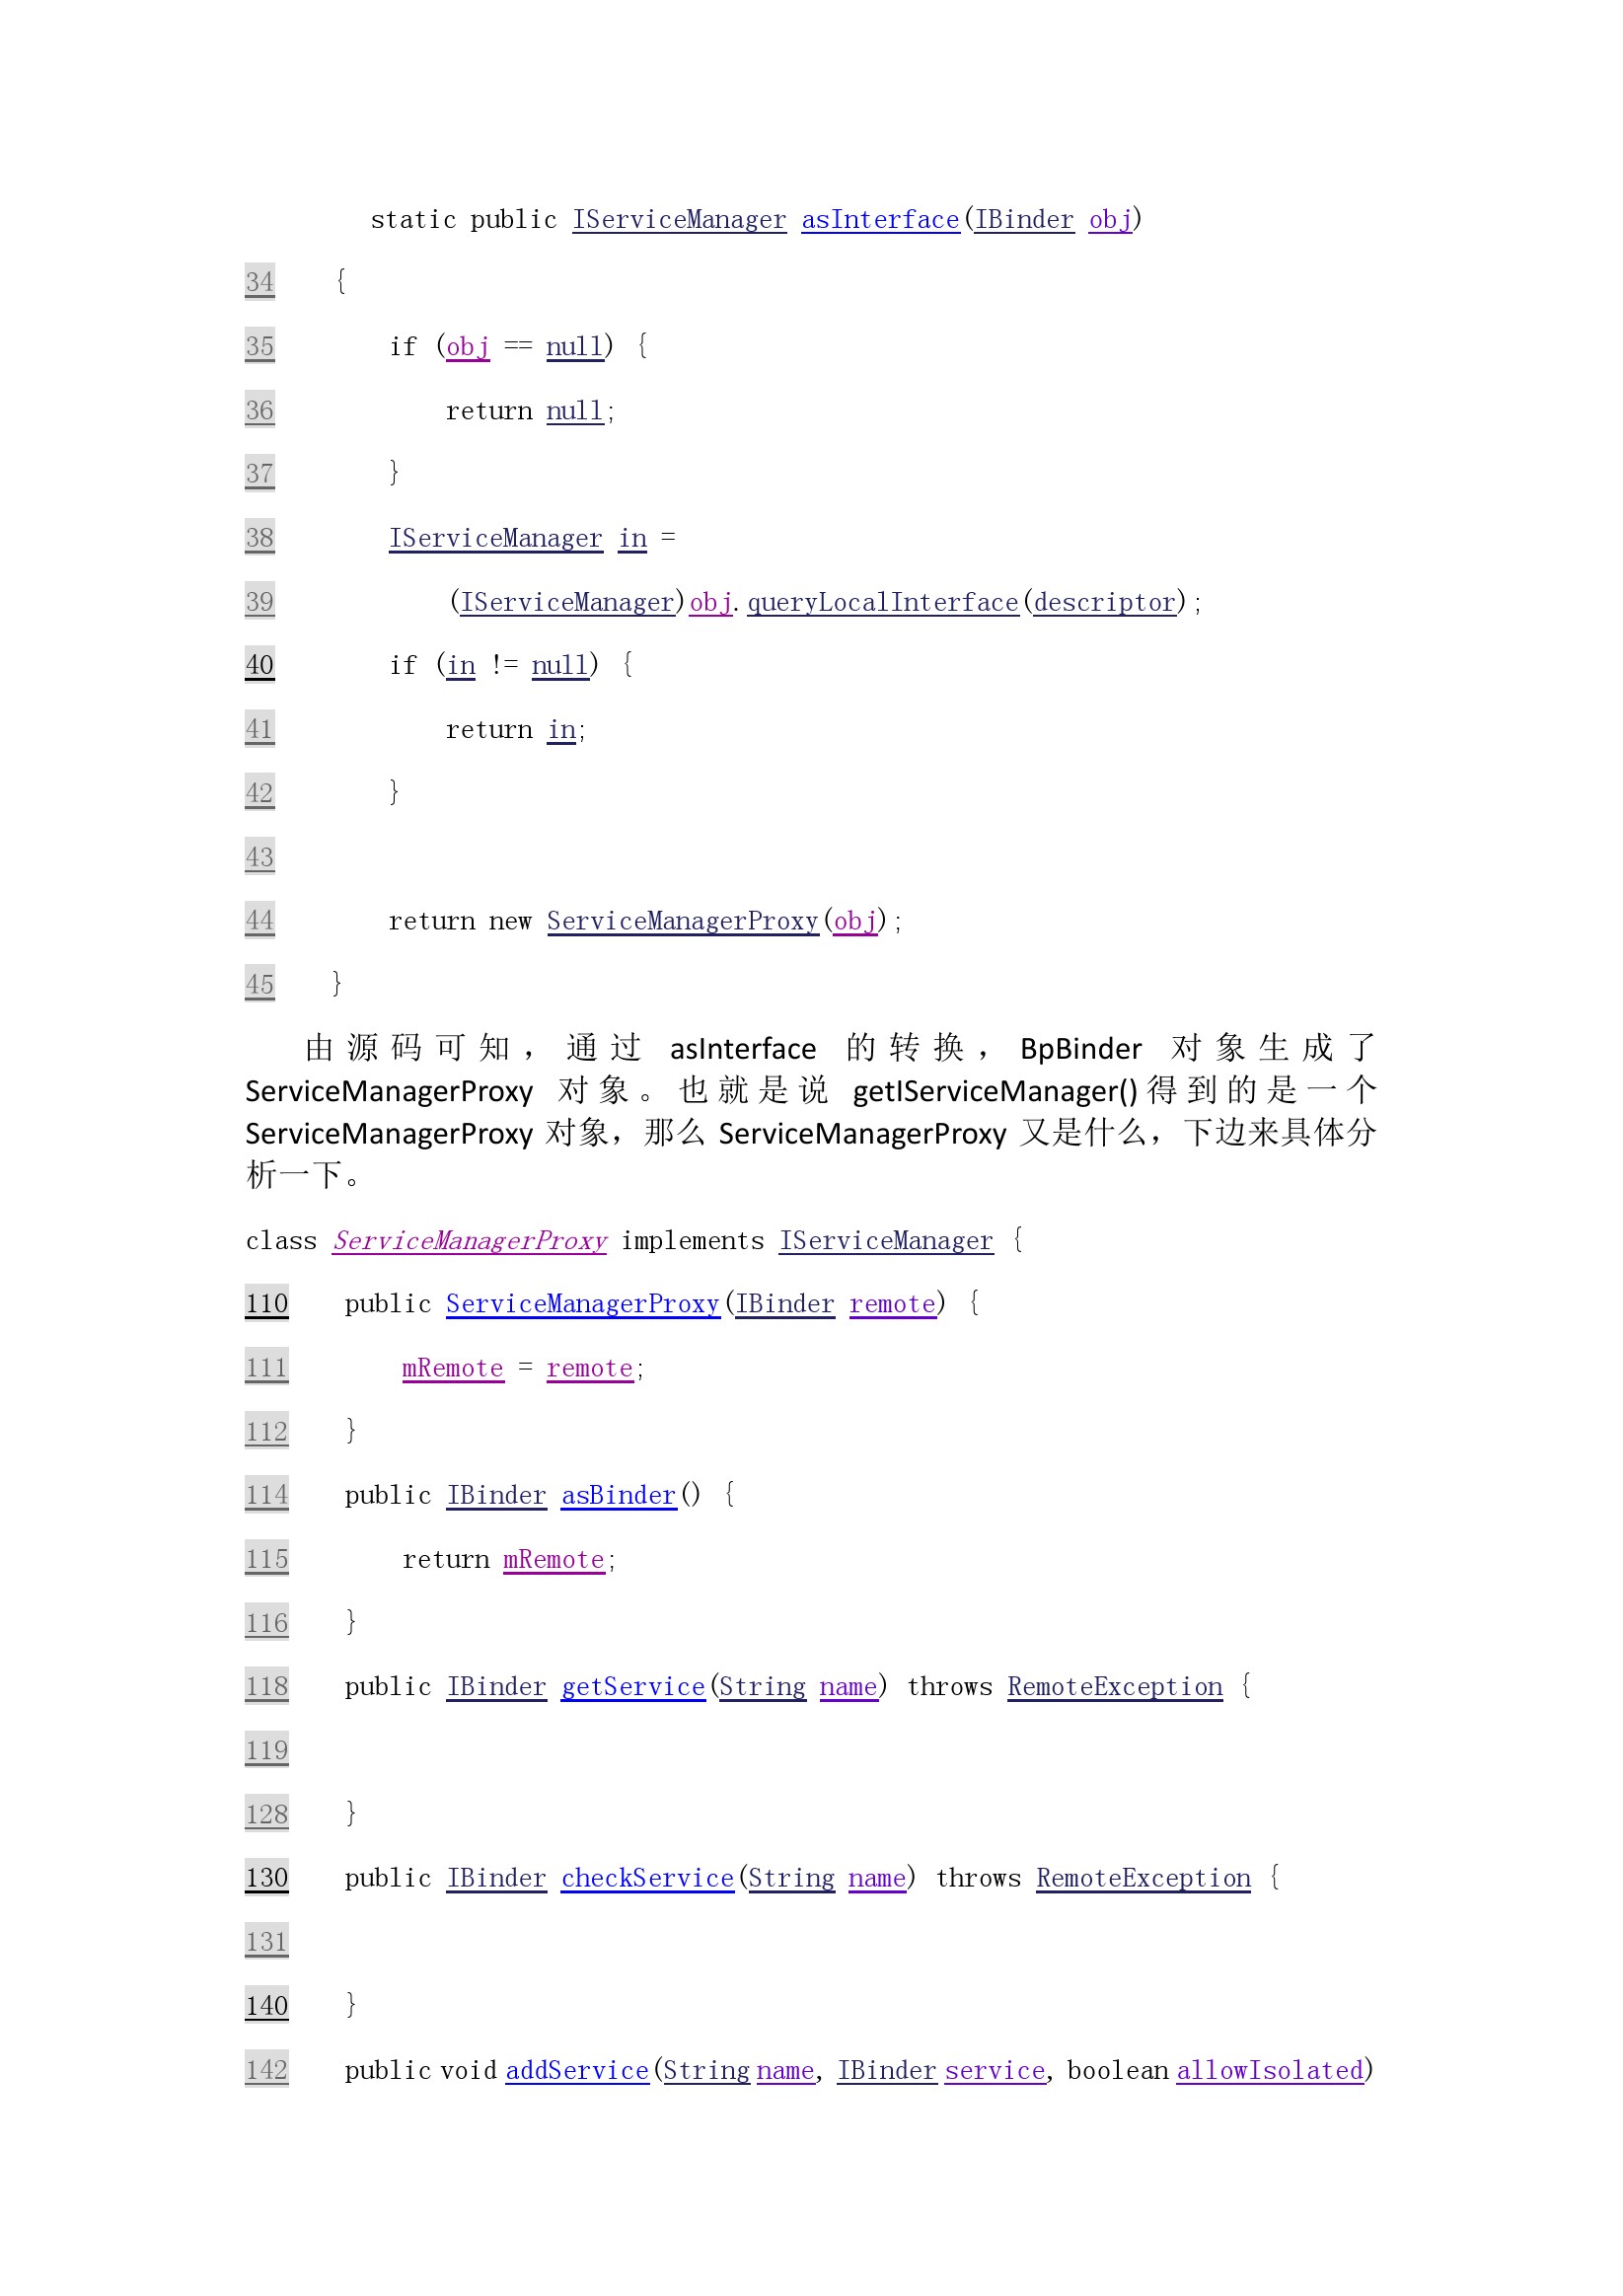 static public IServiceManager asInterface(IBinder obj)
34 {
35 if (obj == null) {
36 return null;
37 }
38 IServiceManager in =
39 (IServiceManager)obj.queryLocalInterface(descriptor);
40 if (in != null) {
41 return in;
42 }
43
44 return new ServiceManagerProxy(obj);
45 }
由源码可知，通过 asInterface 的转换，BpBinder 对象生成了
ServiceManagerProxy 对象。也就是说 getIServiceManager()得到的是一个
ServiceManagerProxy 对象，那么 ServiceManagerProxy 又是什么，下边来具体分
析一下。
class ServiceManagerProxy implements IServiceManager {
110 public ServiceManagerProxy(IBinder remote) {
111 mRemote = remote;
112 }
114 public IBinder asBinder() {
115 return mRemote;
116 }
118 public IBinder getService(String name) throws RemoteException {
119
128 }
130 public IBinder checkService(String name) throws RemoteException {
131
140 }
142 public void addService(String name, IBinder service, boolean allowIsolated)